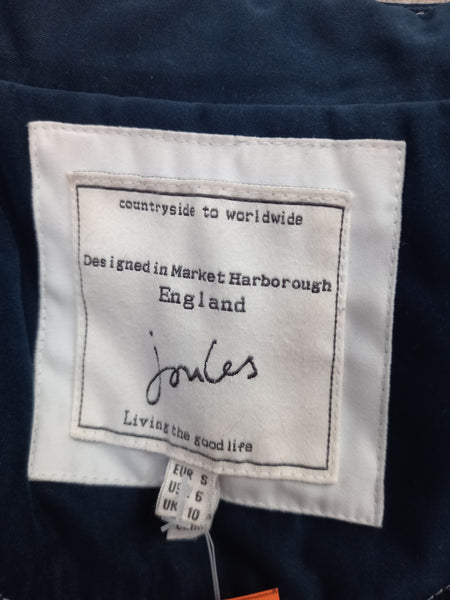 countryside to worldwide
Designed in Market Harborough
England
joules
Living the good life
EUR S
US 6
UK 10